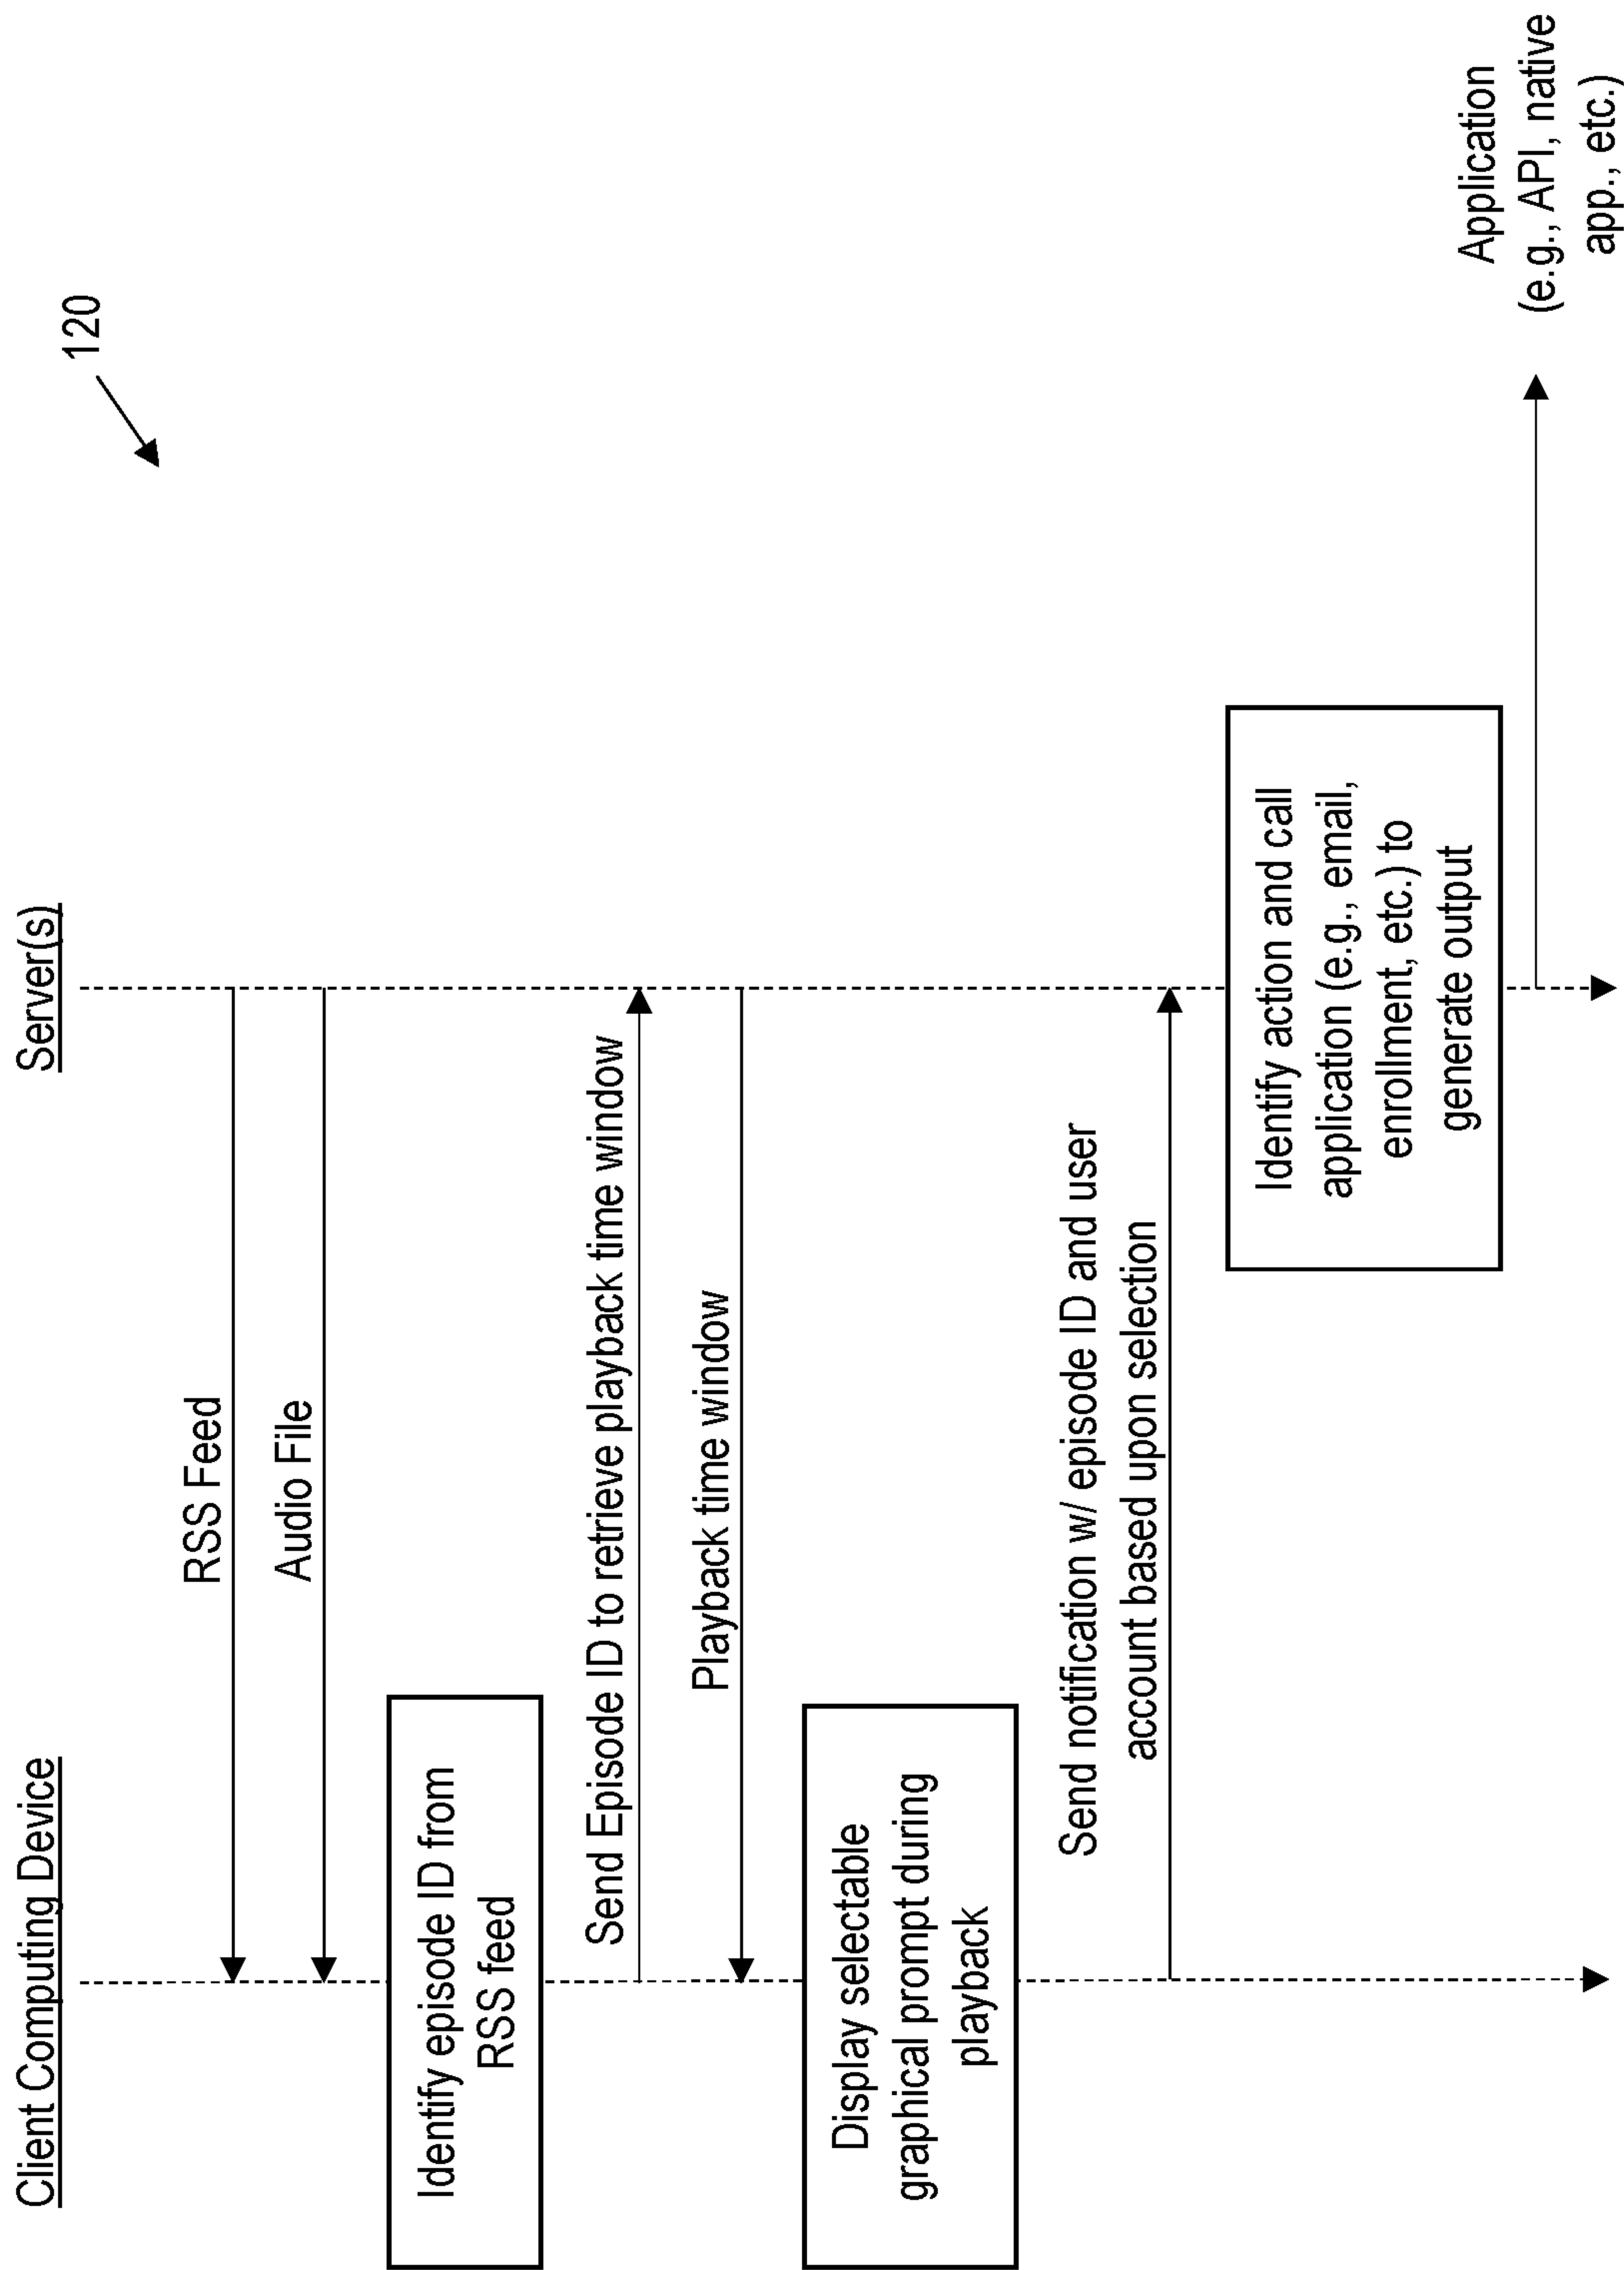 Client Computing Device
Server(s)
120
RSS Feed
Audio File
Identify episode ID from
RSS feed
Send Episode ID to retrieve playback time window
Playback time window
Display selectable
graphical prompt during
playback
Send notification w/ episode ID and user
account based upon selection
Identify action and call
application (e.g., email,
enrollment, etc.) to
generate output
Application
(e.g., API, native
app., etc.)